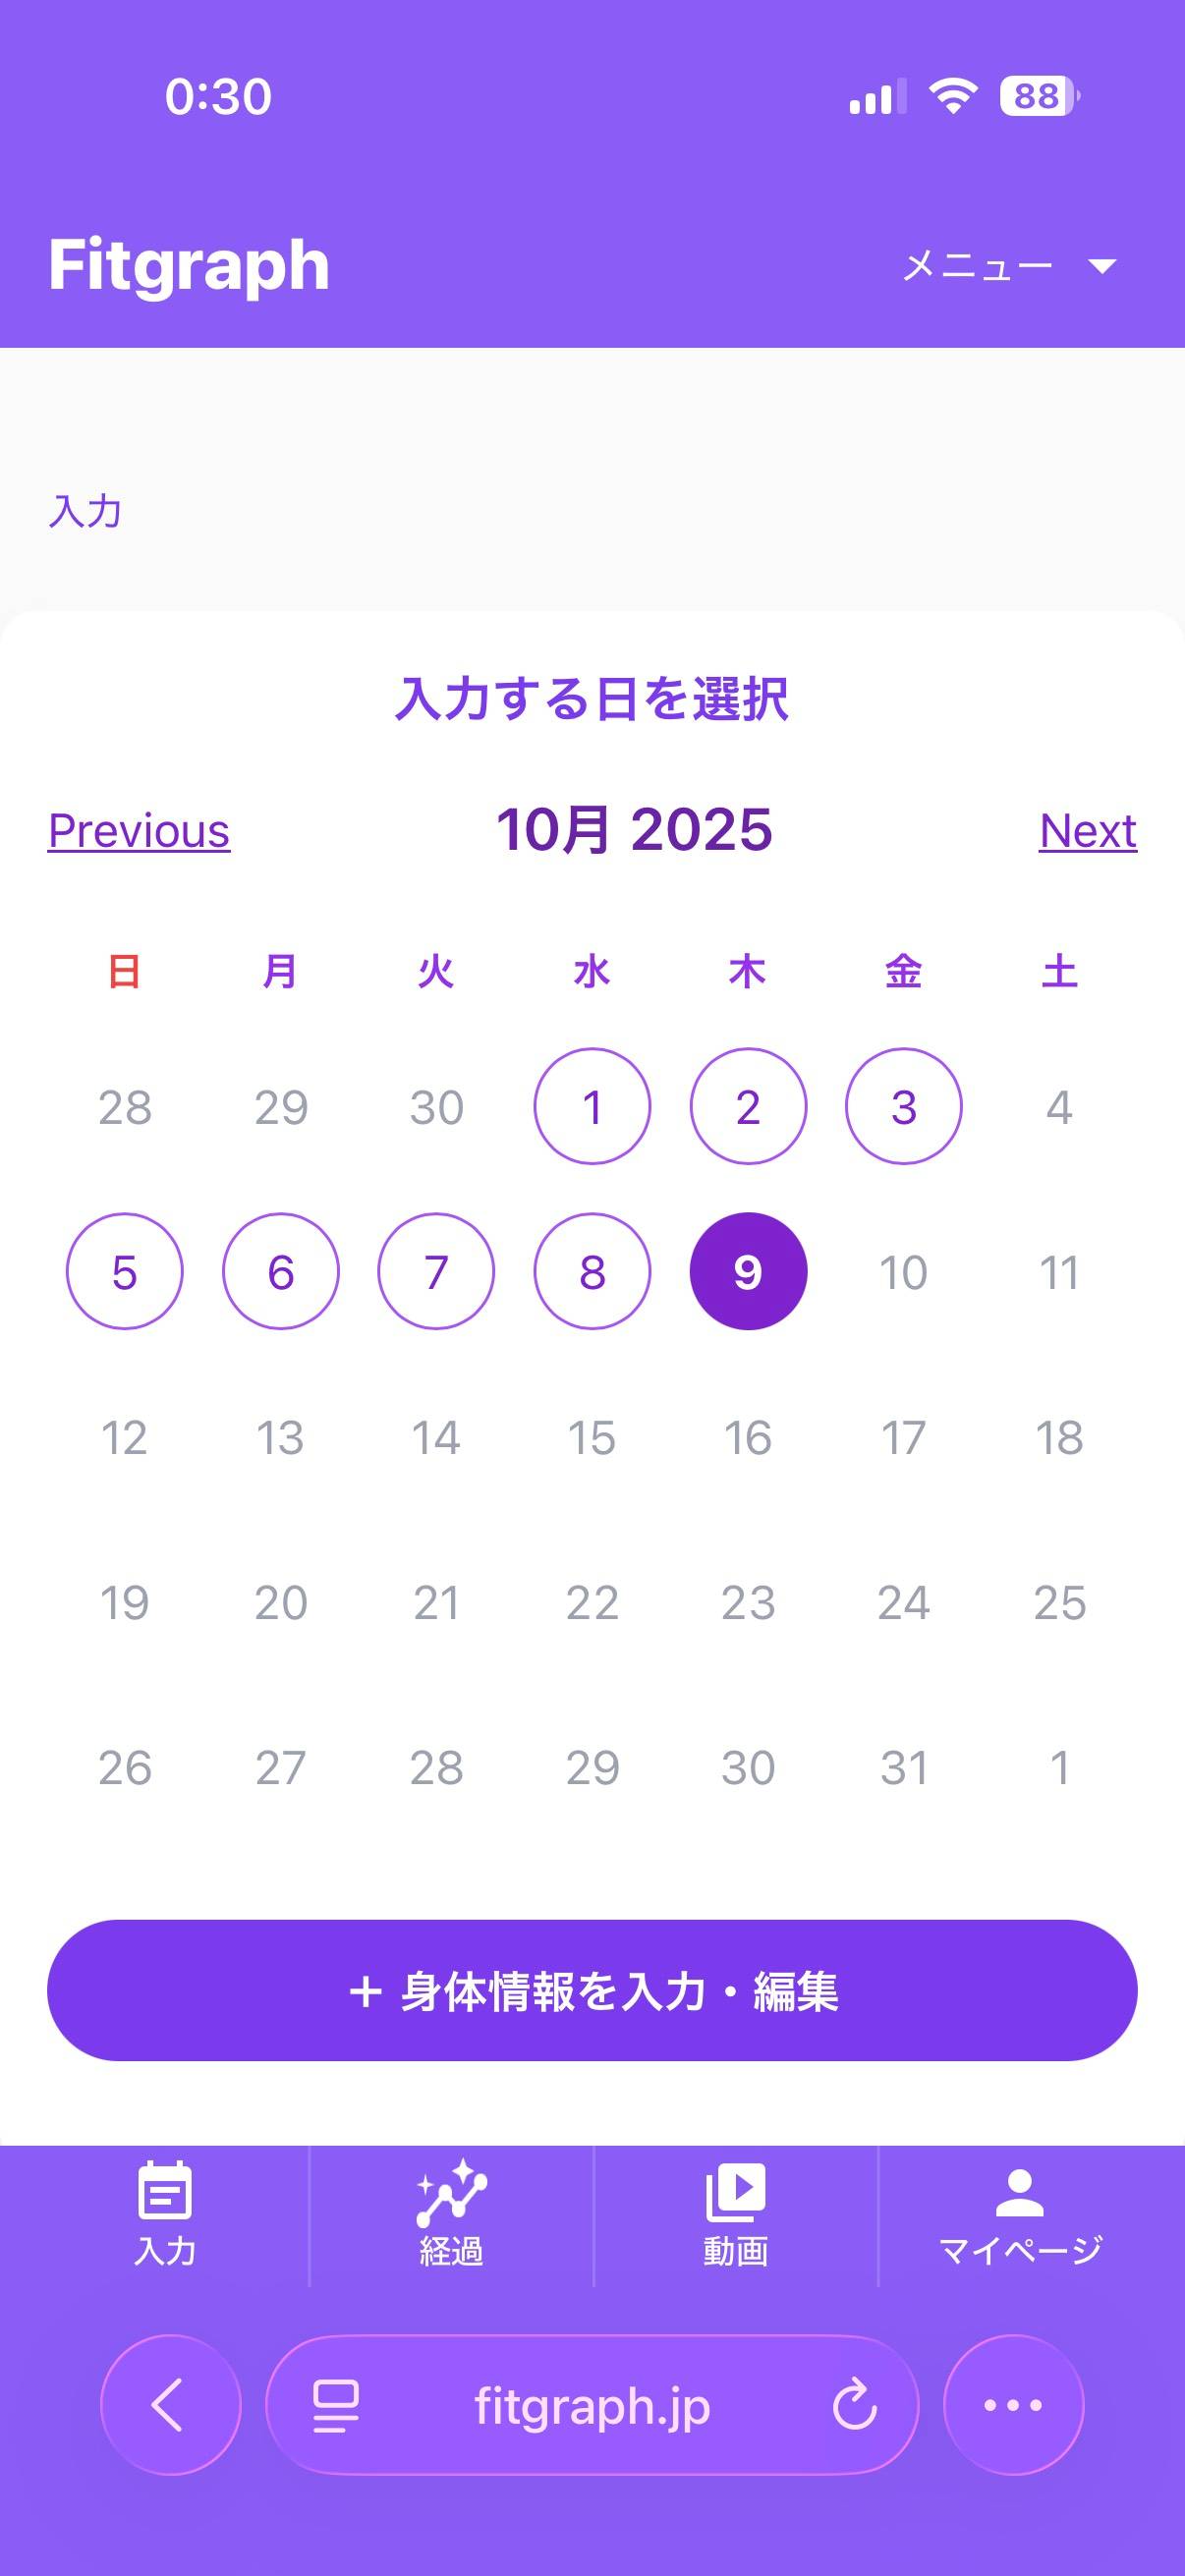 0:30
88
Fitgraph
メニュー
入力
入力する日を選択
Previous 10月 2025 Next
日 月 火 水 木 金 土
28 29 30 1 2 3 4
5 6 7 8 9 10 11
12 13 14 15 16 17 18
19 20 21 22 23 24 25
26 27 28 29 30 31 1
+ 身体情報を入力・編集
入力 経過 動画 マイページ
fitgraph.jp